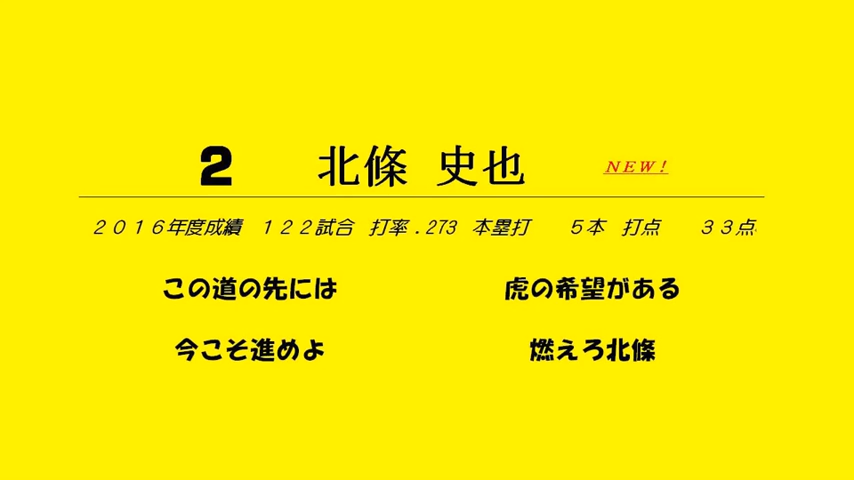 2 北條 史也 NEW!
２０１６年度成績 １２２試合 打率.273 本塁打 ５本 打点 ３３点
この道の先には 虎の希望がある
今こそ進めよ 燃えろ北條